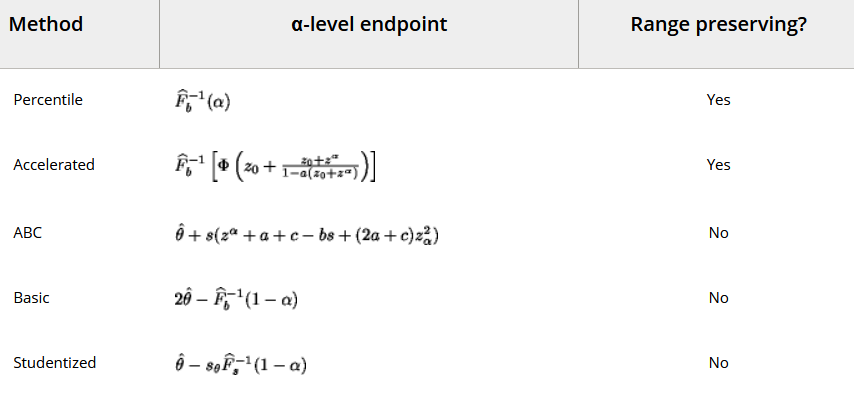 Method α-level endpoint Range preserving?
Percentile F̂_b^{-1}(α) Yes
Accelerated F̂_b^{-1}[Φ(z_0 + \frac{z_0+z^α}{1−a(z_0+z^α)})] Yes
ABC θ̂ + s(z^α + a + c − bs + (2a + c)z_α^2) No
Basic 2θ̂ − F̂_b^{-1}(1 − α) No
Studentized θ̂ − s_θ F̂_s^{-1}(1 − α) No